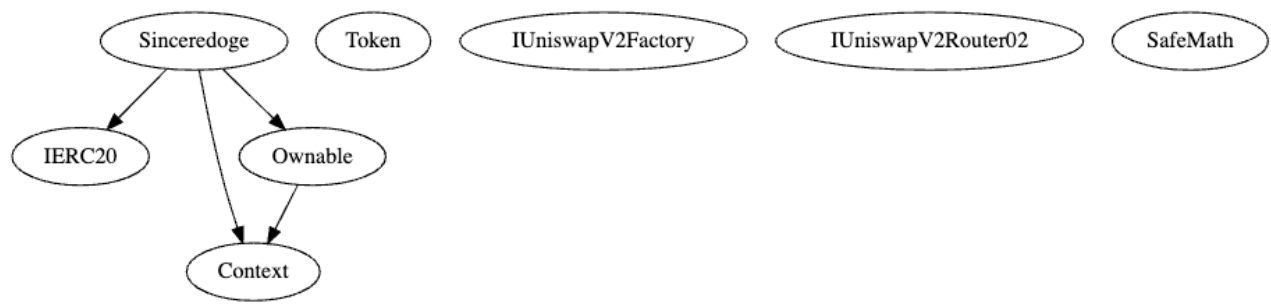 Sinceredoge
Token
IUniswapV2Factory
IUniswapV2Router02
SafeMath
IERC20
Ownable
Context